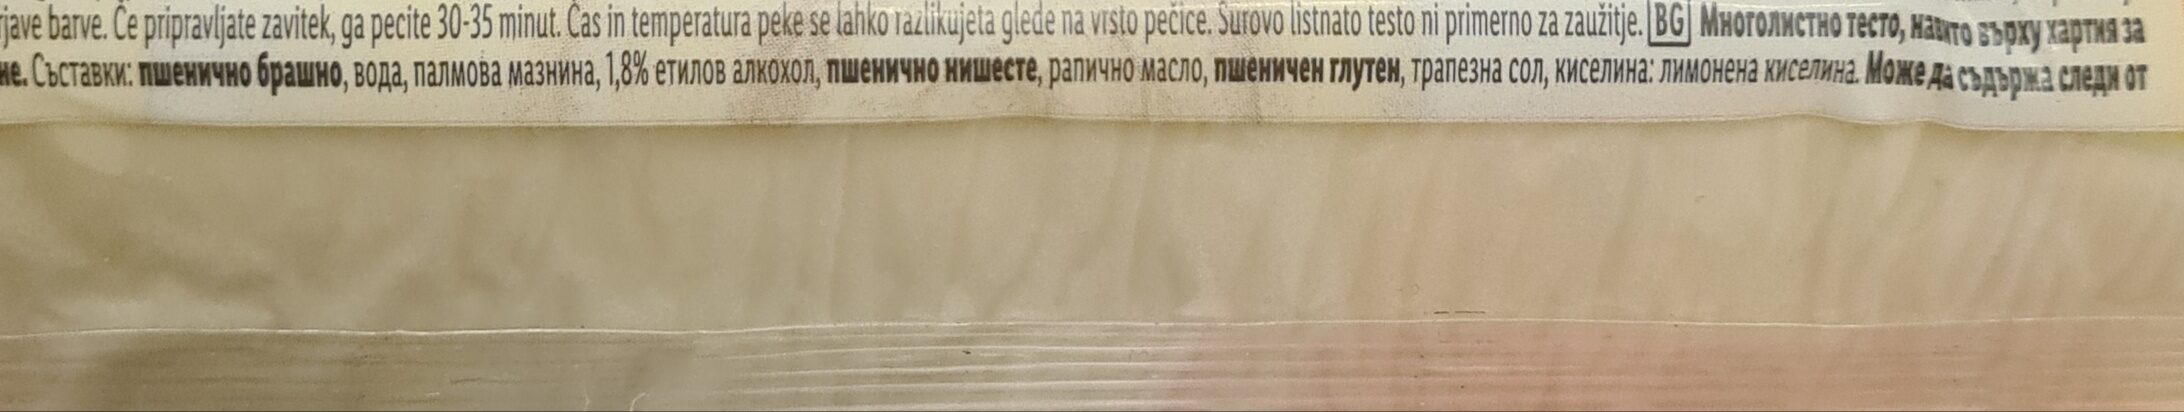 rjave barve. Če pripravljate zavitek, ga pecite 30-35 minut. Čas in temperatura peke se lahko razlikujeta glede na vrsto pečice. Surovo listnato testo ni primerno za zaužitje. BG Многолистно тесто, навито върху хартия за
не. Съставки: пшенично брашно, вода, палмова мазнина, 1,8% етилов алкохол, пшенично нишесте, рапично масло, пшеничен глутен, трапезна сол, киселина: лимонена киселина. Може да съдържа следи от